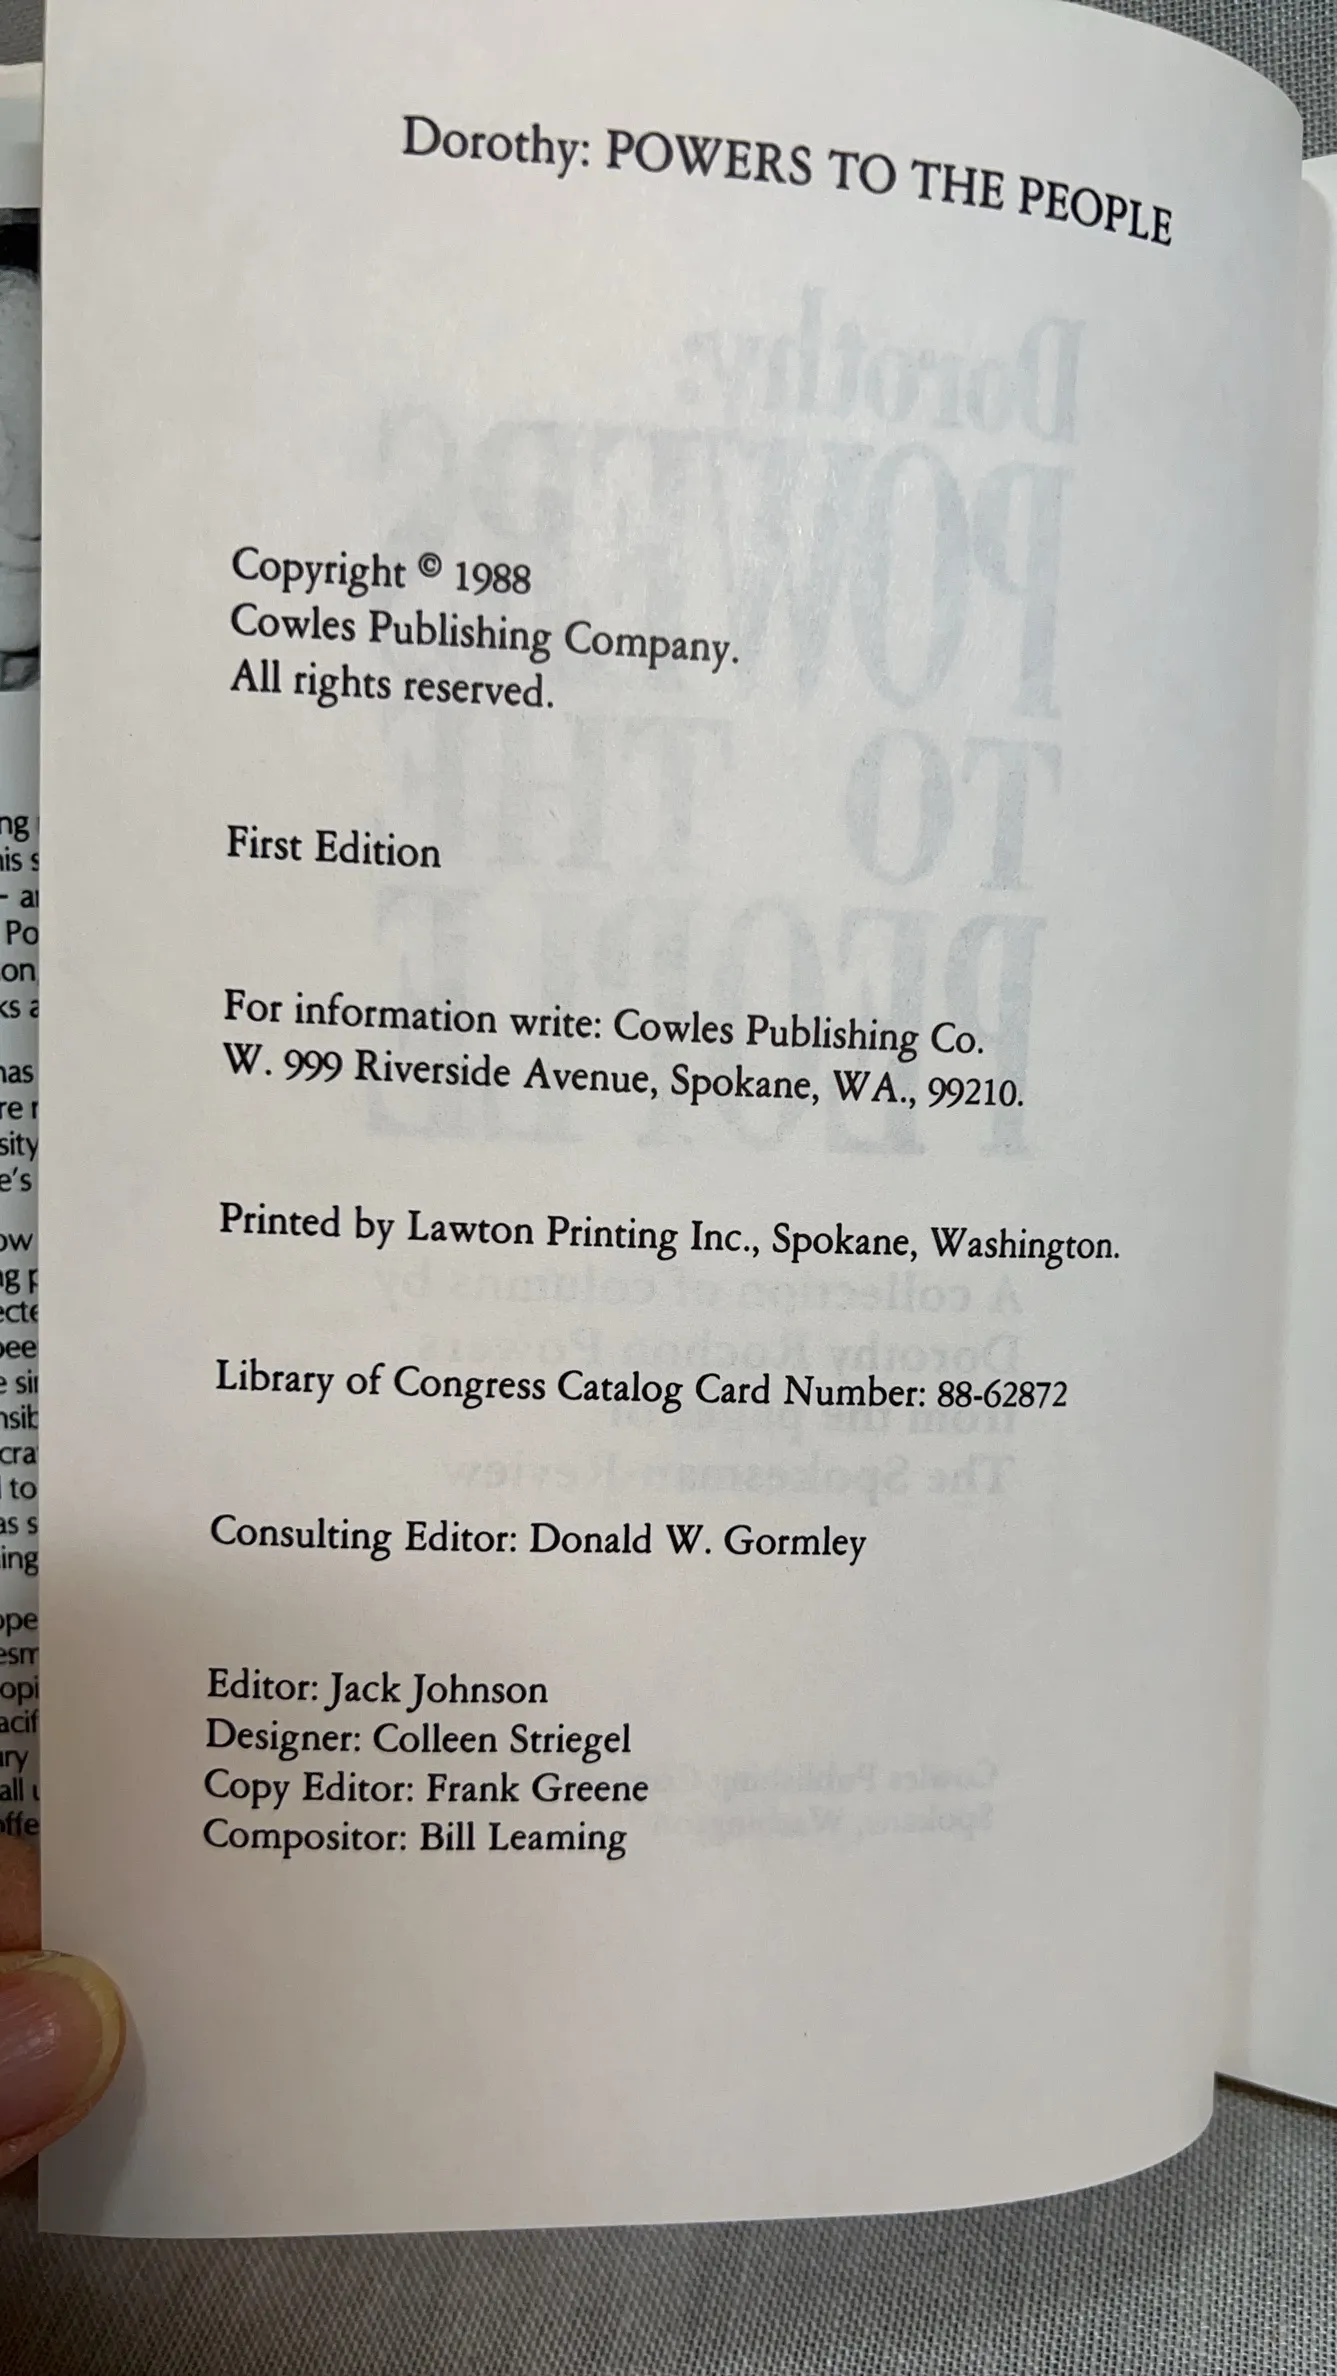 Dorothy: POWERS TO THE PEOPLE
Copyright © 1988
Cowles Publishing Company.
All rights reserved.
First Edition
For information write: Cowles Publishing Co.
W. 999 Riverside Avenue, Spokane, WA., 99210.
Printed by Lawton Printing Inc., Spokane, Washington.
Library of Congress Catalog Card Number: 88-62872
Consulting Editor: Donald W. Gormley
Editor: Jack Johnson
Designer: Colleen Striegel
Copy Editor: Frank Greene
Compositor: Bill Leaming